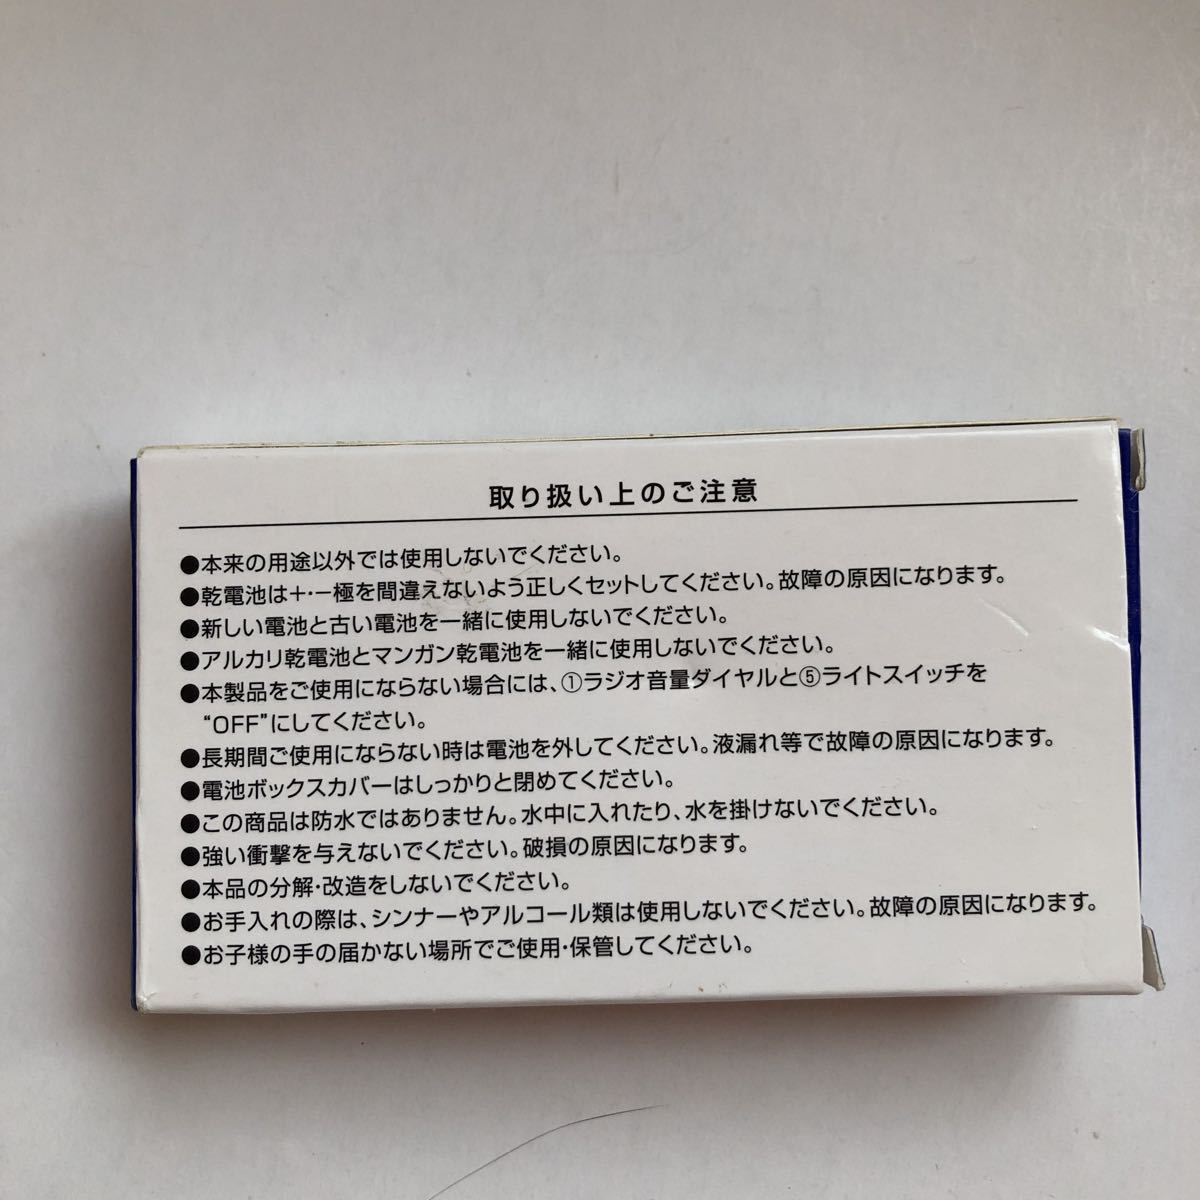 取り扱い上のご注意
●本来の用途以外では使用しないでください。
●乾電池は＋・－極を間違えないよう正しくセットしてください。故障の原因になります。
●新しい電池と古い電池を一緒に使用しないでください。
●アルカリ乾電池とマンガン乾電池を一緒に使用しないでください。
●本製品をご使用にならない場合には、①ラジオ音量ダイヤルと⑤ライトスイッチを
“OFF”にしてください。
●長期間ご使用にならない時は電池を外してください。液漏れ等で故障の原因になります。
●電池ボックスカバーはしっかりと閉めてください。
●この商品は防水ではありません。水中に入れたり、水を掛けないでください。
●強い衝撃を与えないでください。破損の原因になります。
●本品の分解・改造をしないでください。
●お手入れの際は、シンナーやアルコール類は使用しないでください。故障の原因になります。
●お子様の手の届かない場所でご使用・保管してください。